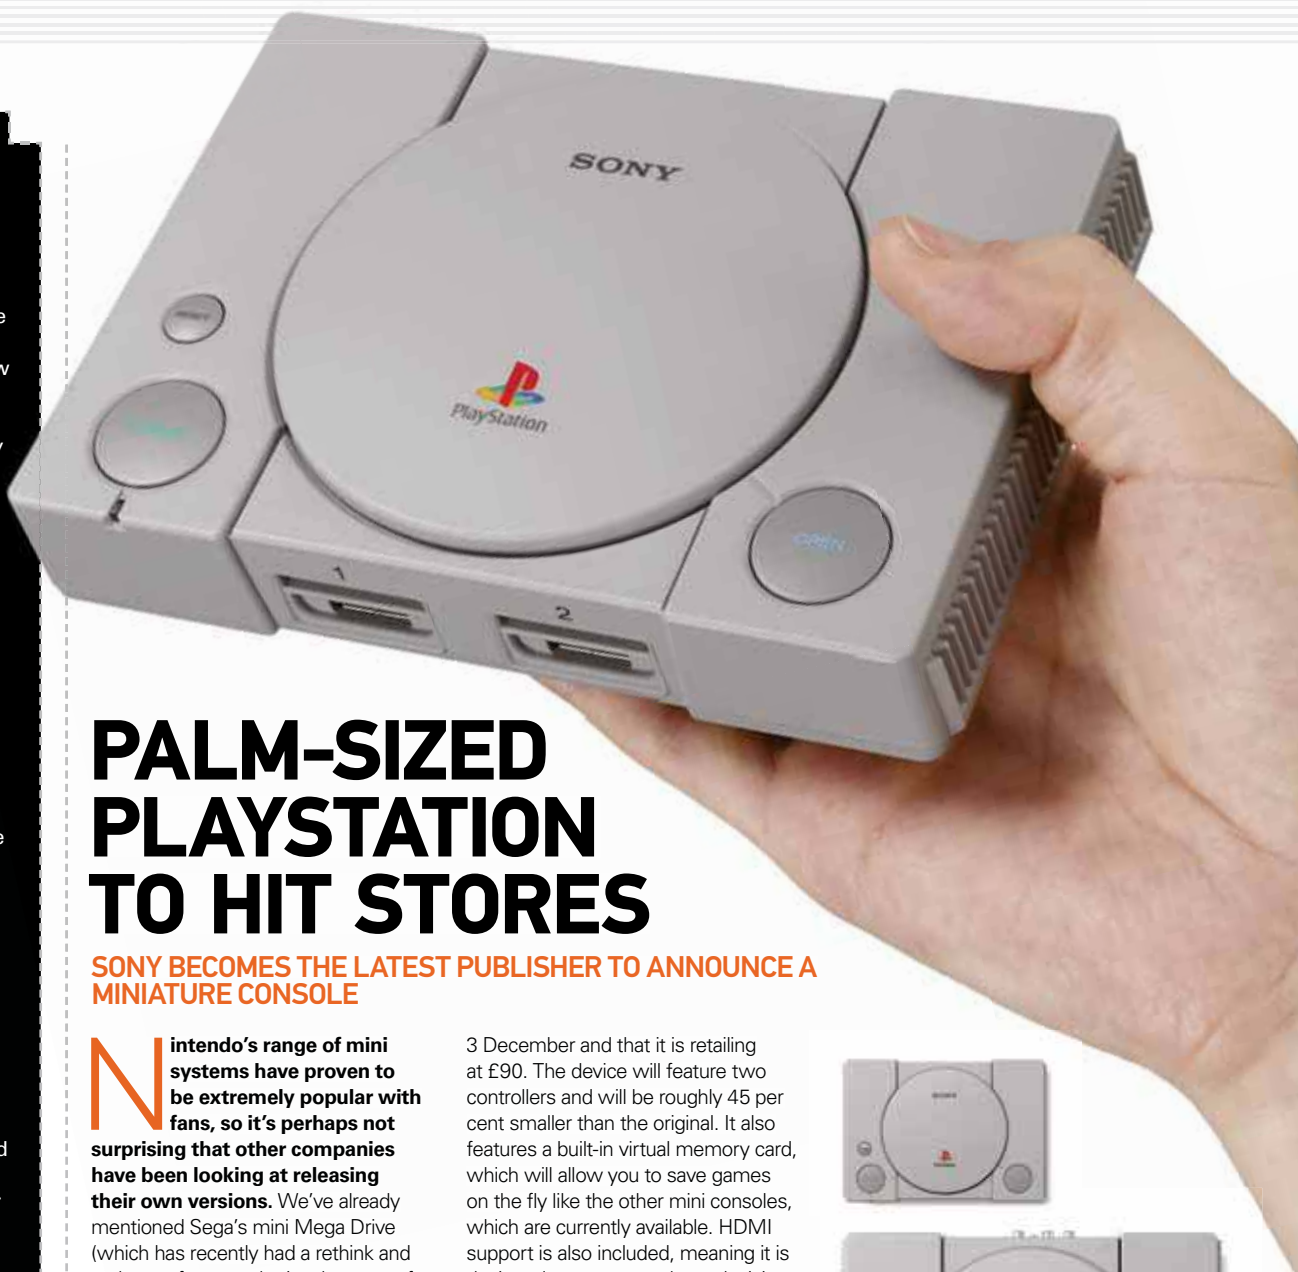 SONY
PlayStation
OPEN
1
2
PALM-SIZED
PLAYSTATION
TO HIT STORES
SONY BECOMES THE LATEST PUBLISHER TO ANNOUNCE A
MINIATURE CONSOLE
Nintendo’s range of mini
systems have proven to
be extremely popular with
fans, so it’s perhaps not
surprising that other companies
have been looking at releasing
their own versions. We’ve already
mentioned Sega’s mini Mega Drive
(which has recently had a rethink and
3 December and that it is retailing
at £90. The device will feature two
controllers and will be roughly 45 per
cent smaller than the original. It also
features a built-in virtual memory card,
which will allow you to save games
on the fly like the other mini consoles,
which are currently available. HDMI
support is also included, meaning it is
SONY